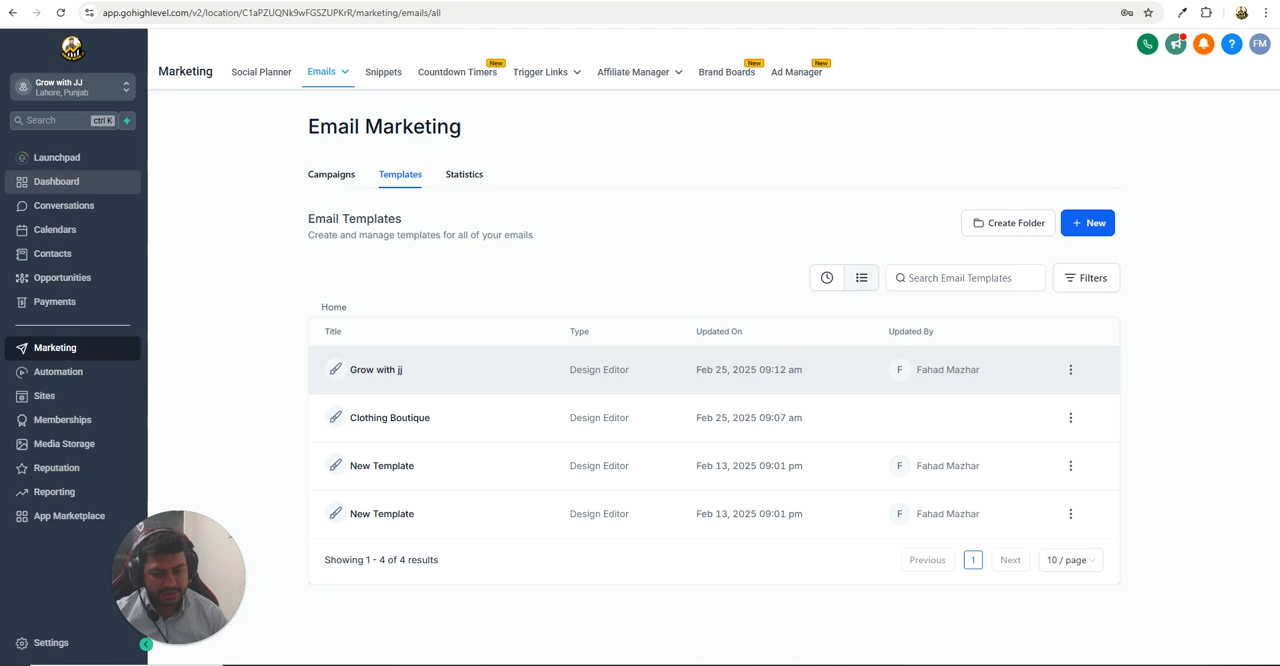 app.gohighlevel.com/v2/location/C1aPZUQNk9wFGSZUPKrR/marketing/emails/all
Grow with JJ
Lahore, Punjab
Search
ctrl K
Launchpad
Dashboard
Conversations
Calendars
Contacts
Opportunities
Payments
Marketing
Automation
Sites
Memberships
Media Storage
Reputation
Reporting
App Marketplace
Settings
FM
Marketing
Social Planner
Emails
Snippets
Countdown Timers New
Trigger Links
Affiliate Manager
Brand Boards New
Ad Manager New
Email Marketing
Campaigns Templates Statistics
Email Templates
Create and manage templates for all of your emails
Create Folder
+ New
Search Email Templates
Filters
Home
Title Type Updated On Updated By
Grow with jj Design Editor Feb 25, 2025 09:12 am F Fahad Mazhar
Clothing Boutique Design Editor Feb 25, 2025 09:07 am
New Template Design Editor Feb 13, 2025 09:01 pm F Fahad Mazhar
New Template Design Editor Feb 13, 2025 09:01 pm F Fahad Mazhar
Showing 1 - 4 of 4 results
Previous 1 Next 10 / page